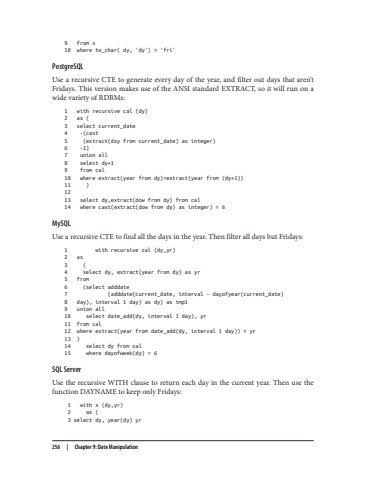 9 from x
10 where to_char( dy, 'dy') = 'fri'
PostgreSQL
Use a recursive CTE to generate every day of the year, and filter out days that aren't
Fridays. This version makes use of the ANSI standard EXTRACT, so it will run on a
wide variety of RDBMs:
1 with recursive cal (dy)
2 as (
3 select current_date
4 -(cast
5 (extract(doy from current_date) as integer)
6 -1)
7 union all
8 select dy+1
9 from cal
10 where extract(year from dy)=extract(year from (dy+1))
11 )
12
13 select dy,extract(dow from dy) from cal
14 where cast(extract(dow from dy) as integer) = 6
MySQL
Use a recursive CTE to find all the days in the year. Then filter all days but Fridays:
1 with recursive cal (dy,yr)
2 as
3 (
4 select dy, extract(year from dy) as yr
5 from
6 (select adddate
7 (adddate(current_date, interval - dayofyear(current_date)
8 day), interval 1 day) as dy) as tmp1
9 union all
10 select date_add(dy, interval 1 day), yr
11 from cal
12 where extract(year from date_add(dy, interval 1 day)) = yr
13 )
14 select dy from cal
15 where dayofweek(dy) = 6
SQL Server
Use the recursive WITH clause to return each day in the current year. Then use the
function DAYNAME to keep only Fridays:
1 with x (dy,yr)
2 as (
3 select dy, year(dy) yr
256 | Chapter 9: Date Manipulation